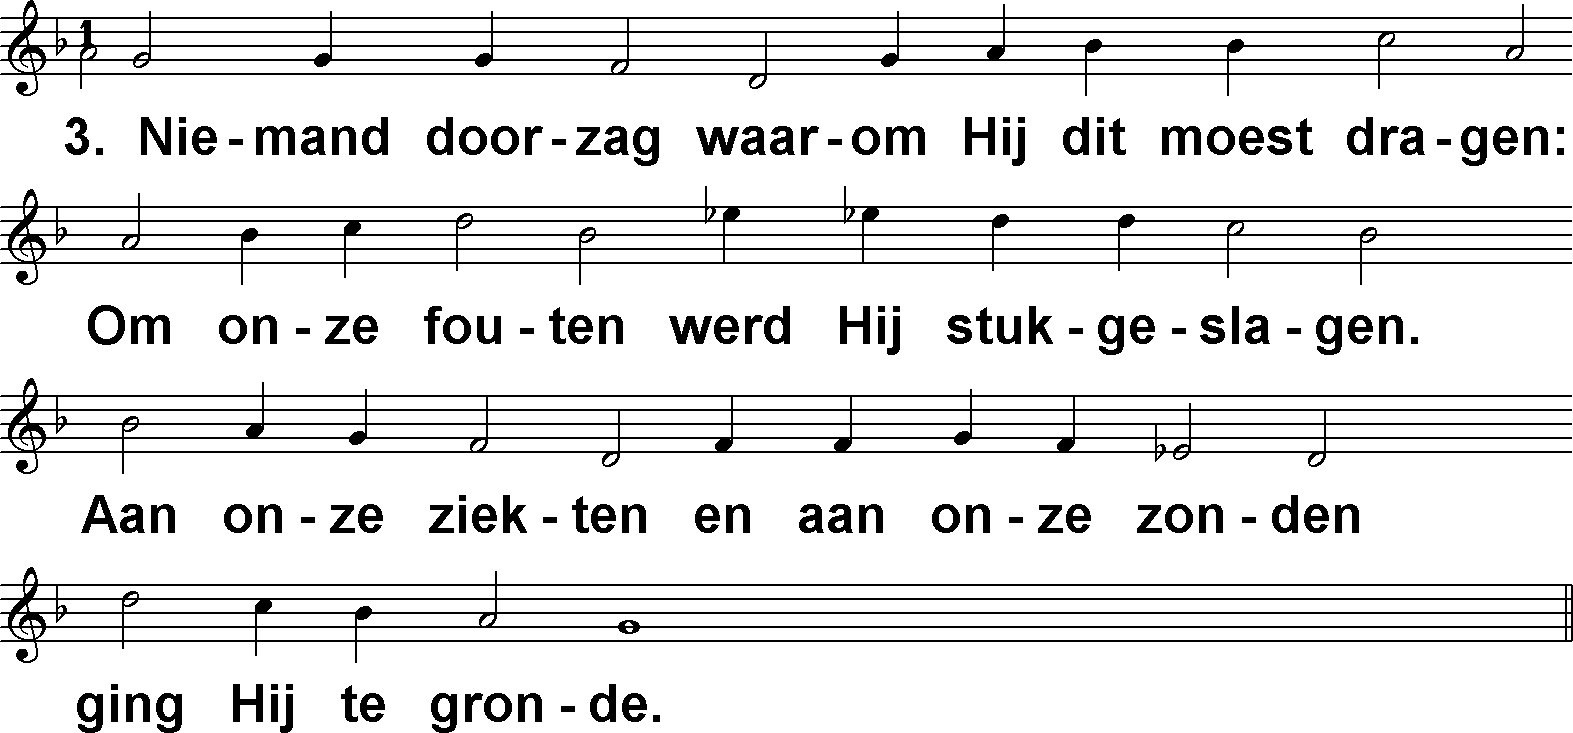 1
3. Nie-mand door-zag waar-om Hij dit moest dra-gen:
Om on-ze fou-ten werd Hij stuk-ge-sla-gen.
Aan on-ze ziek-ten en aan on-ze zon-den
ging Hij te gron-de.